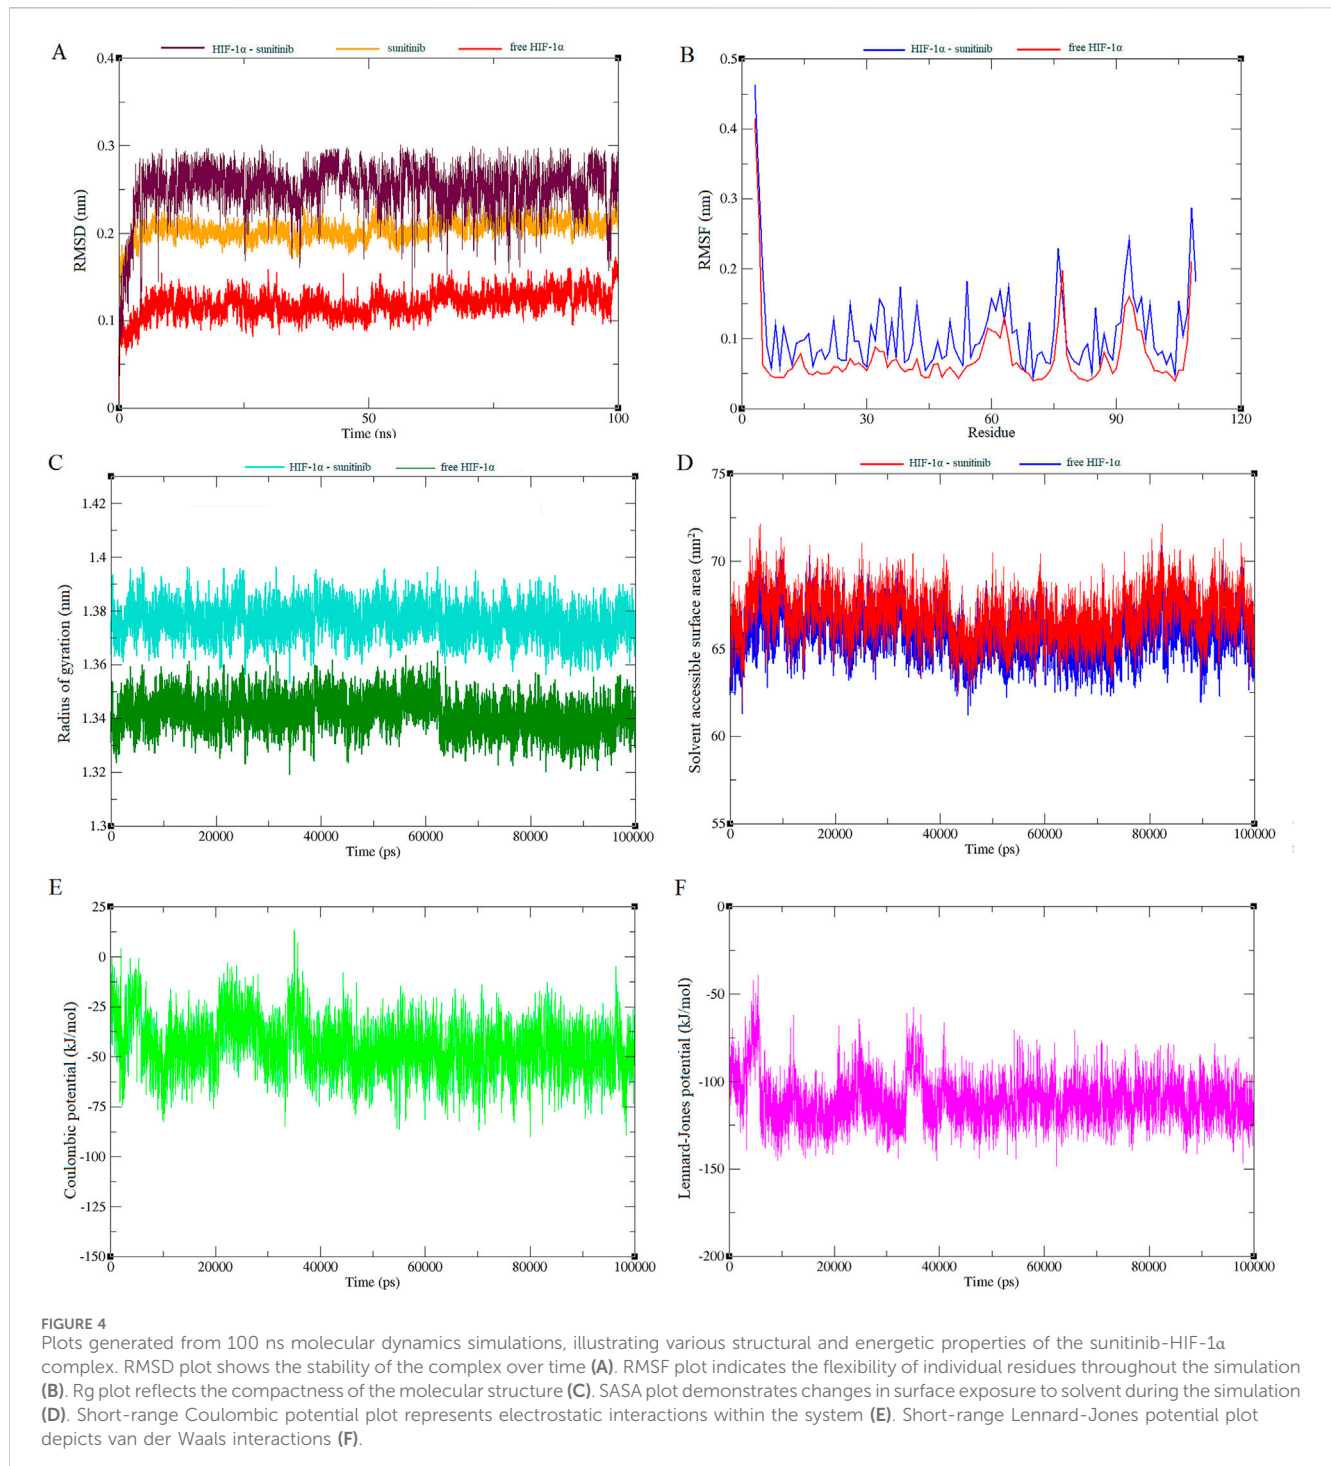 A
HIF-1α - sunitinib
sunitinib
free HIF-1α
0.4
0.3
0.2
0.1
0
RMSD (nm)
0
50
100
Time (ns)
B
HIF-1α - sunitinib
free HIF-1α
0.5
0.4
0.3
0.2
0.1
0
RMSF (nm)
0
30
60
90
120
Residue
C
HIF-1α - sunitinib
free HIF-1α
1.42
1.4
1.38
1.36
1.34
1.32
1.3
Radius of gyration (nm)
0
20000
40000
60000
80000
100000
Time (ps)
D
HIF-1α - sunitinib
free HIF-1α
75
70
65
60
55
Solvent accessible surface area (nm²)
0
20000
40000
60000
80000
100000
Time (ps)
E
25
0
-25
-50
-75
-100
-125
-150
Coulombic potential (kJ/mol)
0
20000
40000
60000
80000
100000
Time (ps)
F
0
-50
-100
-150
-200
Lennard-Jones potential (kJ/mol)
0
20000
40000
60000
80000
100000
Time (ps)
FIGURE 4
Plots generated from 100 ns molecular dynamics simulations, illustrating various structural and energetic properties of the sunitinib-HIF-1α
complex. RMSD plot shows the stability of the complex over time (A). RMSF plot indicates the flexibility of individual residues throughout the simulation
(B). Rg plot reflects the compactness of the molecular structure (C). SASA plot demonstrates changes in surface exposure to solvent during the simulation
(D). Short-range Coulombic potential plot represents electrostatic interactions within the system (E). Short-range Lennard-Jones potential plot
depicts van der Waals interactions (F).